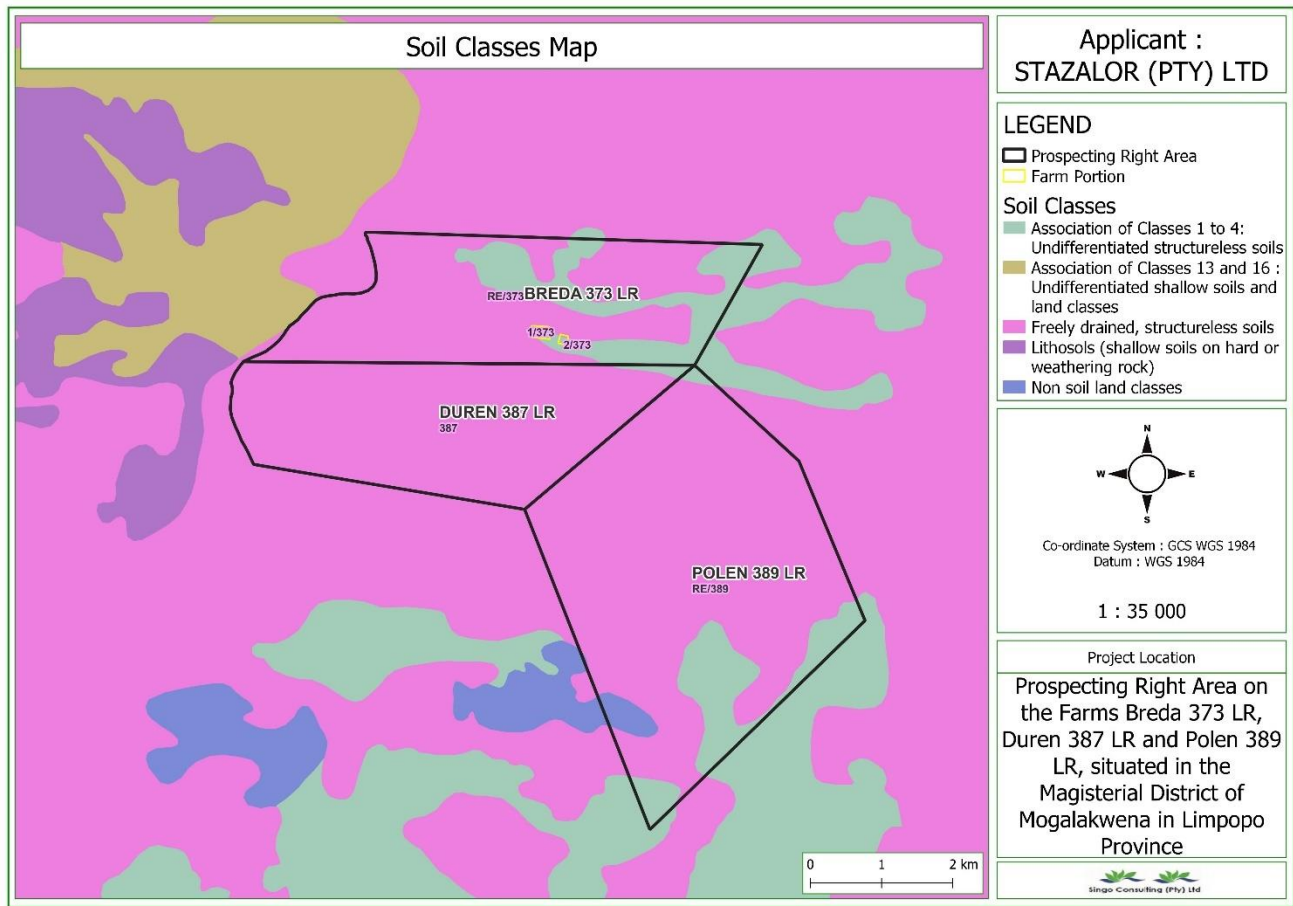 Soil Classes Map
RE/373
BREDA 373 LR
1/373
2/373
DUREN 387 LR
387
POLEN 389 LR
RE/389
0 1 2 km
Applicant :
STAZALOR (PTY) LTD
LEGEND
Prospecting Right Area
Farm Portion
Soil Classes
Association of Classes 1 to 4:
Undifferentiated structureless soils
Association of Classes 13 and 16 :
Undifferentiated shallow soils and
land classes
Freely drained, structureless soils
Lithosols (shallow soils on hard or
weathering rock)
Non soil land classes
N
W E
S
Co-ordinate System : GCS WGS 1984
Datum : WGS 1984
1 : 35 000
Project Location
Prospecting Right Area on
the Farms Breda 373 LR,
Duren 387 LR and Polen 389
LR, situated in the
Magisterial District of
Mogalakwena in Limpopo
Province
Singo Consulting (Pty) Ltd